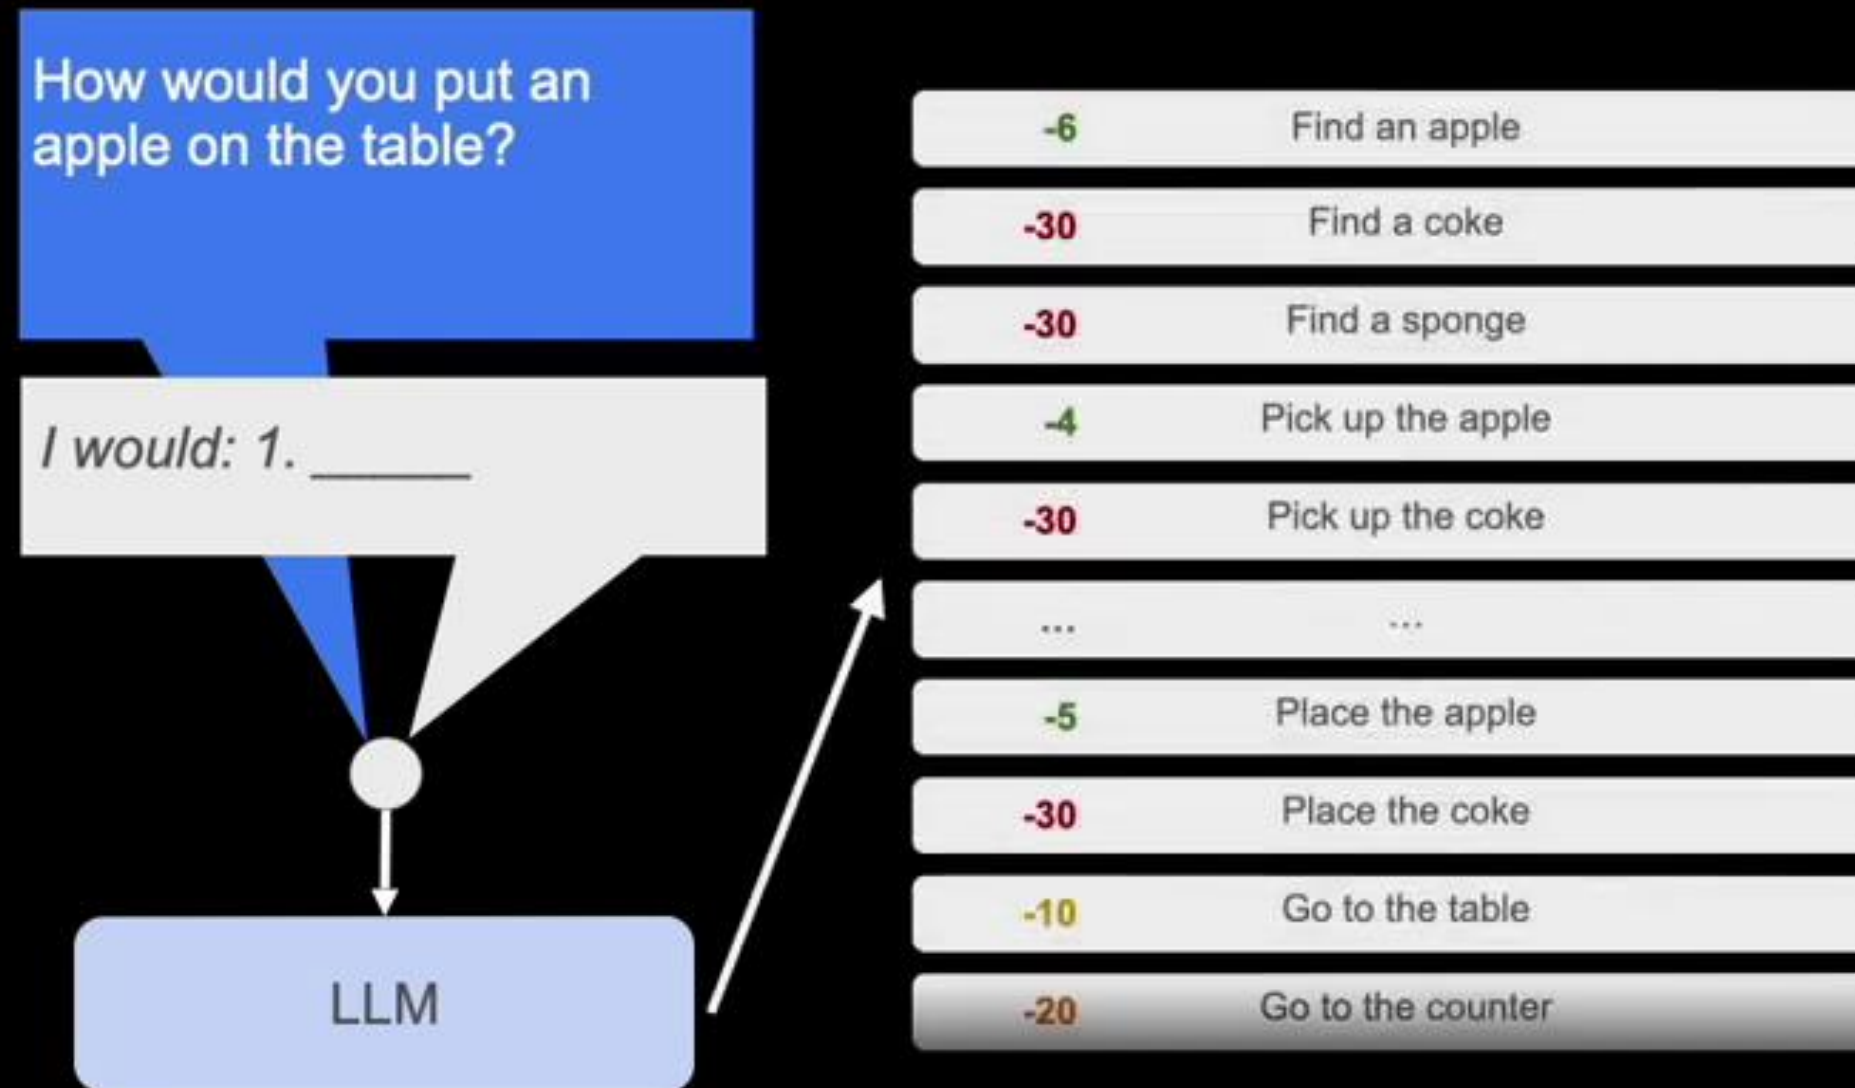 How would you put an
apple on the table?
I would: 1. _____
LLM
-6 Find an apple
-30 Find a coke
-30 Find a sponge
-4 Pick up the apple
-30 Pick up the coke
... ...
-5 Place the apple
-30 Place the coke
-10 Go to the table
-20 Go to the counter